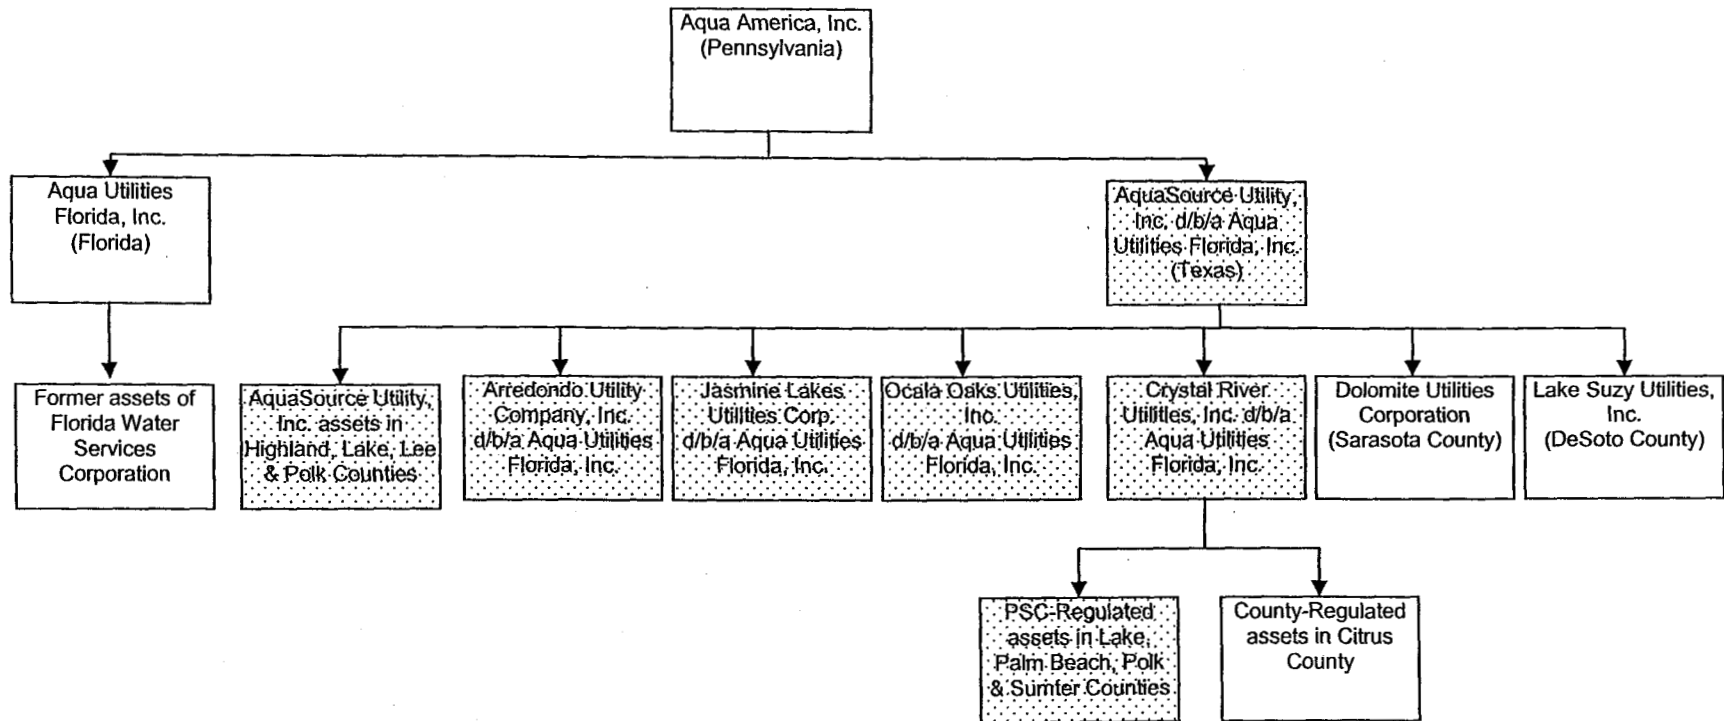 Aqua America, Inc.
(Pennsylvania)
Aqua Utilities
Florida, Inc.
(Florida)
AquaSource Utility,
Inc. d/b/a Aqua
Utilities Florida, Inc.
(Texas)
Former assets of
Florida Water
Services
Corporation
AquaSource Utility,
Inc. assets in
Highland, Lake, Lee
& Polk Counties
Arredondo Utility
Company, Inc.
d/b/a Aqua Utilities
Florida, Inc.
Jasmine Lakes
Utilities Corp.
d/b/a Aqua Utilities
Florida, Inc.
Ocala Oaks Utilities,
Inc.
d/b/a Aqua Utilities
Florida, Inc.
Crystal River
Utilities, Inc. d/b/a
Aqua Utilities
Florida, Inc.
Dolomite Utilities
Corporation
(Sarasota County)
Lake Suzy Utilities,
Inc.
(DeSoto County)
PSC-Regulated
assets in Lake,
Palm Beach, Polk
& Sumter Counties
County-Regulated
assets in Citrus
County